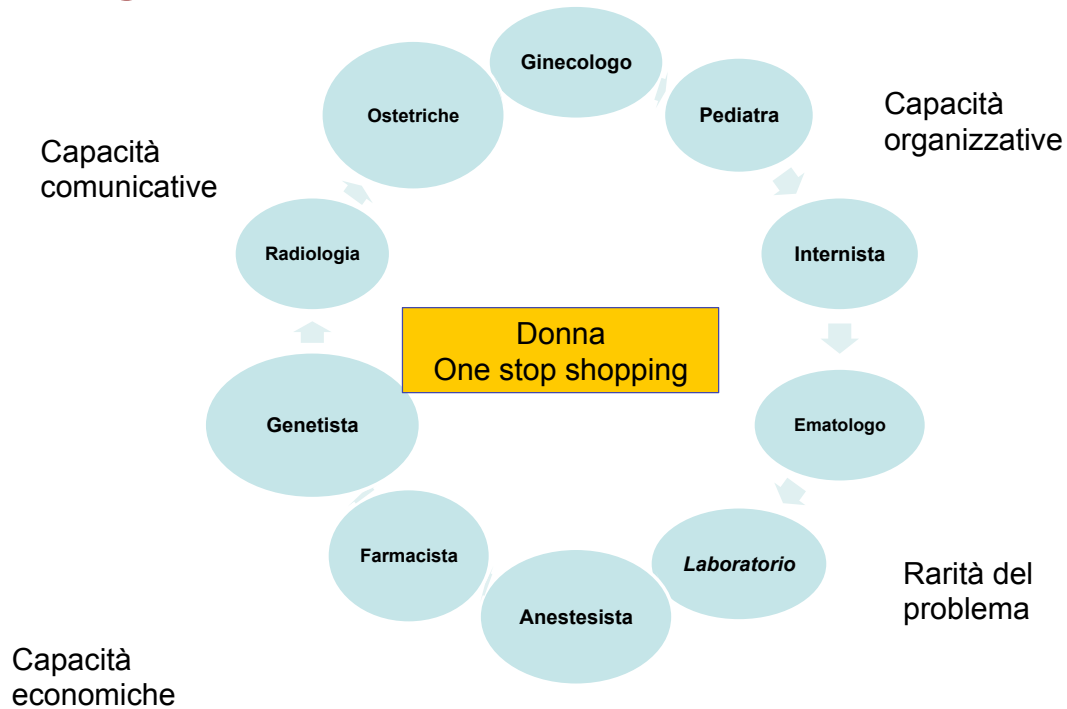 Ginecologo
Ostetriche
Pediatra
Capacità
organizzative
Capacità
comunicative
Radiologia
Internista
Donna
One stop shopping
Genetista
Ematologo
Farmacista
Laboratorio
Anestesista
Rarità del
problema
Capacità
economiche